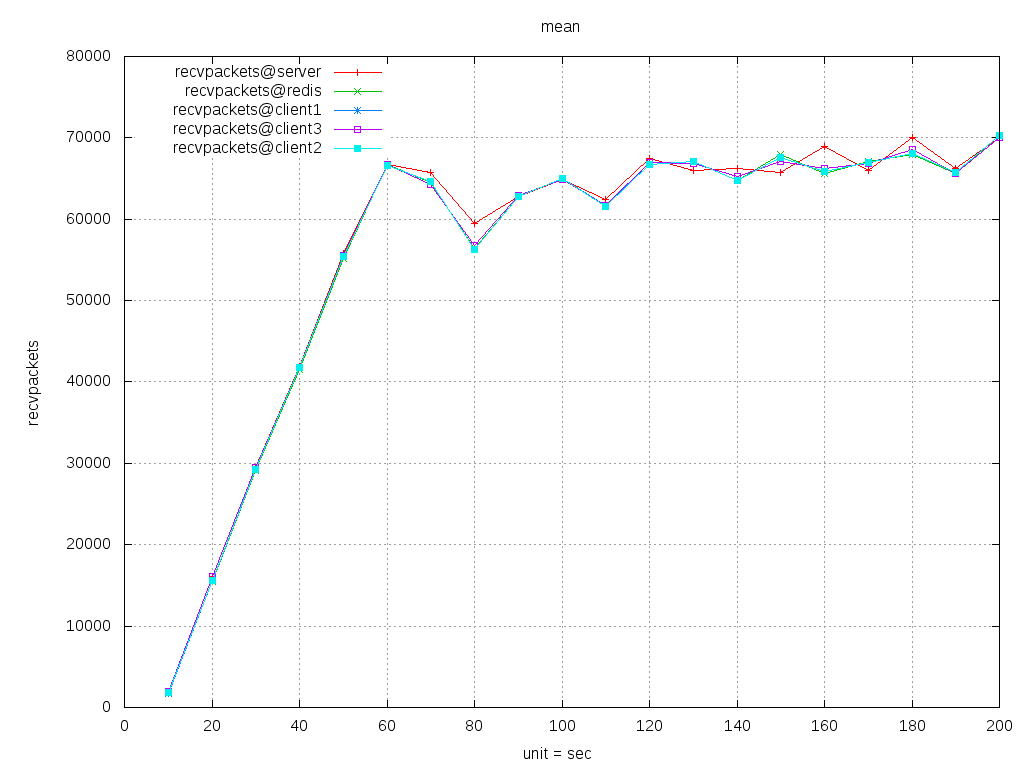 mean
80000
70000
60000
50000
40000
30000
20000
10000
0
recvpackets@server
recvpackets@redis
recvpackets@client1
recvpackets@client3
recvpackets@client2
recvpackets
0 20 40 60 80 100 120 140 160 180 200
unit = sec